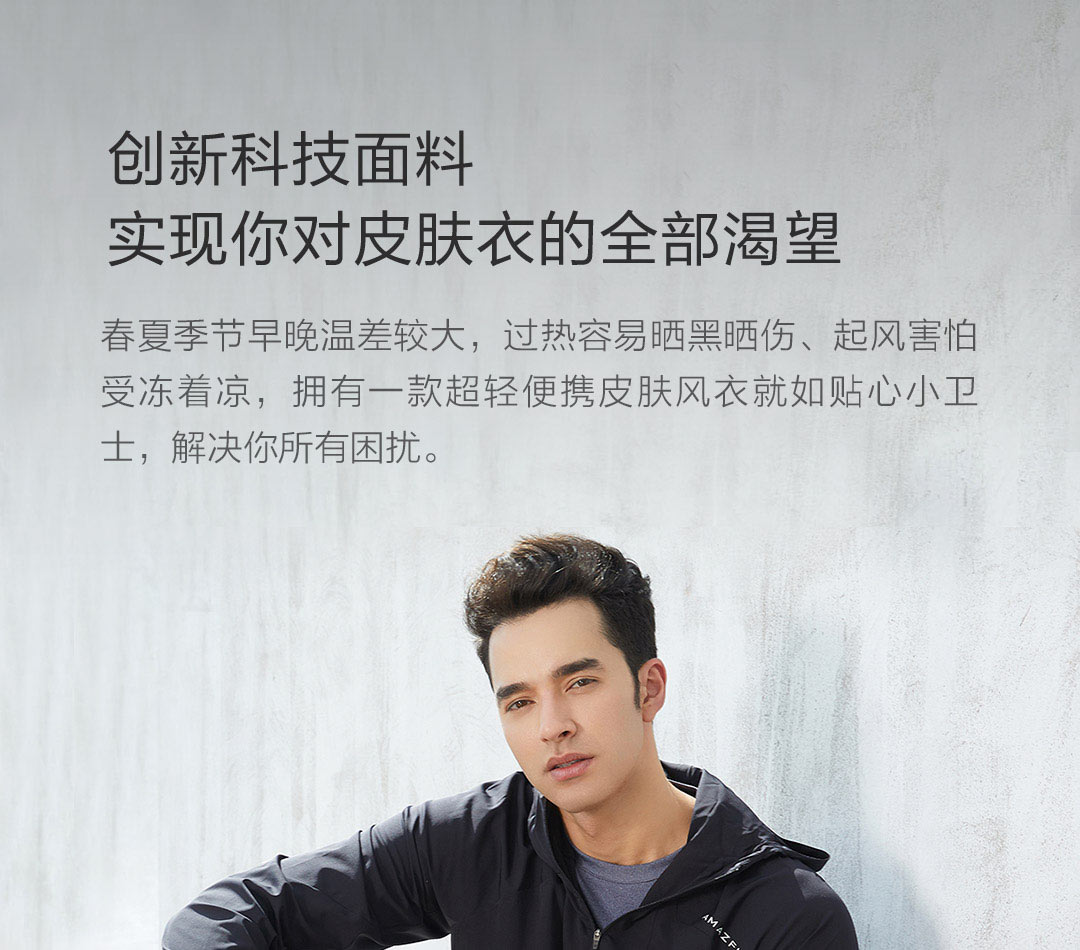 创新科技面料
实现你对皮肤衣的全部渴望
春夏季节早晚温差较大，过热容易晒黑晒伤、起风害怕
受冻着凉，拥有一款超轻便携皮肤风衣就如贴心小卫
士，解决你所有困扰。